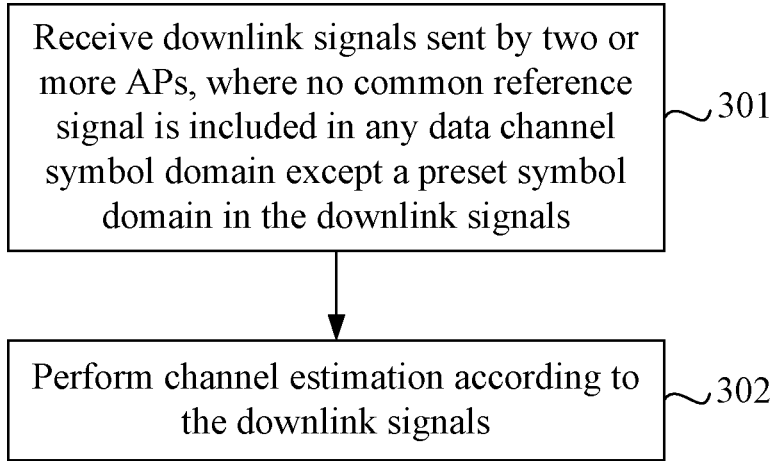 Receive downlink signals sent by two or
more APs, where no common reference
signal is included in any data channel
symbol domain except a preset symbol
domain in the downlink signals
301
Perform channel estimation according to
the downlink signals
302